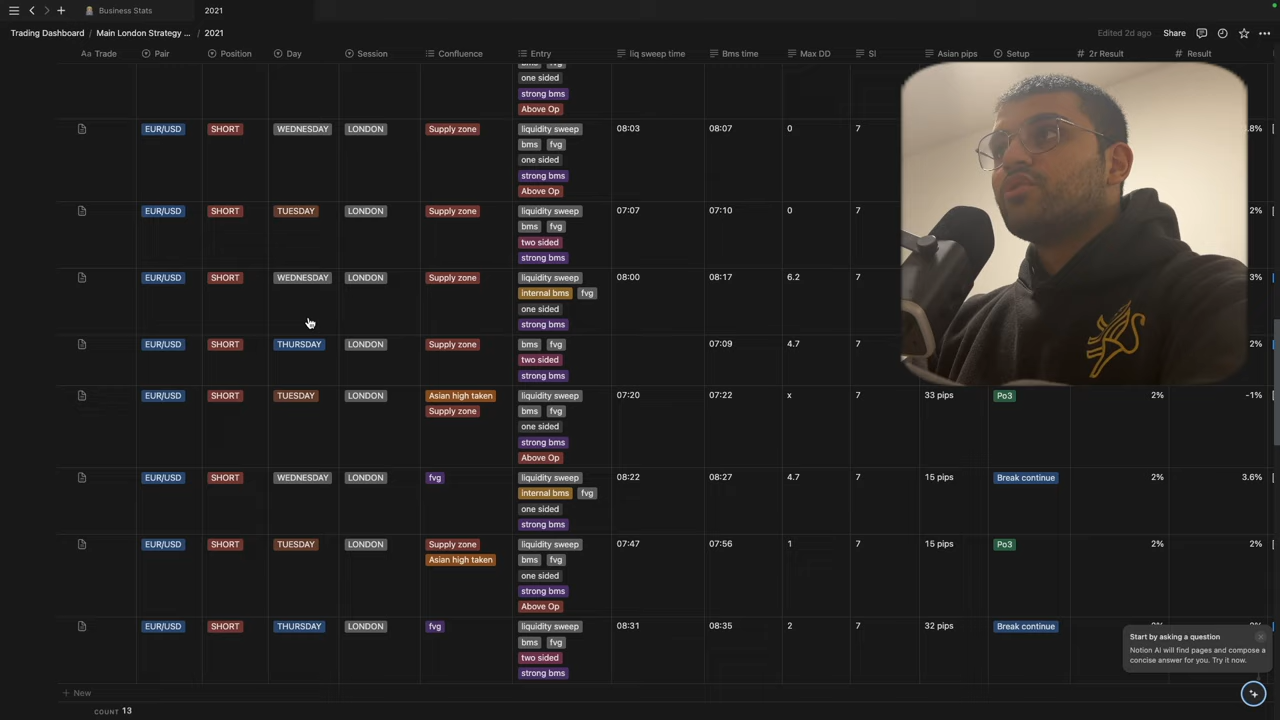 Business Stats
2021
Trading Dashboard / Main London Strategy ... / 2021
Edited 2d ago Share
Aa Trade Pair Position Day Session Confluence Entry liq sweep time Bms time Max DD Sl Asian pips Setup # 2r Result # Result
one sided
strong bms
Above Op
EUR/USD SHORT WEDNESDAY LONDON Supply zone liquidity sweep 08:03 08:07 0 7 .8%
bms fvg
one sided
strong bms
Above Op
EUR/USD SHORT TUESDAY LONDON Supply zone liquidity sweep 07:07 07:10 0 7 2%
bms fvg
two sided
strong bms
EUR/USD SHORT WEDNESDAY LONDON Supply zone liquidity sweep 08:00 08:17 6.2 7 3%
internal bms fvg
one sided
strong bms
EUR/USD SHORT THURSDAY LONDON Supply zone bms fvg 07:09 4.7 7 2%
two sided
strong bms
EUR/USD SHORT TUESDAY LONDON Asian high taken liquidity sweep 07:20 07:22 x 7 33 pips Po3 2% -1%
Supply zone bms fvg
one sided
strong bms
Above Op
EUR/USD SHORT WEDNESDAY LONDON fvg liquidity sweep 08:22 08:27 4.7 7 15 pips Break continue 2% 3.6%
internal bms fvg
one sided
strong bms
EUR/USD SHORT TUESDAY LONDON Supply zone liquidity sweep 07:47 07:56 1 7 15 pips Po3 2% 2%
Asian high taken bms fvg
one sided
strong bms
Above Op
EUR/USD SHORT THURSDAY LONDON fvg liquidity sweep 08:31 08:35 2 7 32 pips Break continue
bms fvg
two sided
strong bms
Start by asking a question
Notion AI will find pages and compose a
concise answer for you. Try it now.
+ New
COUNT 13